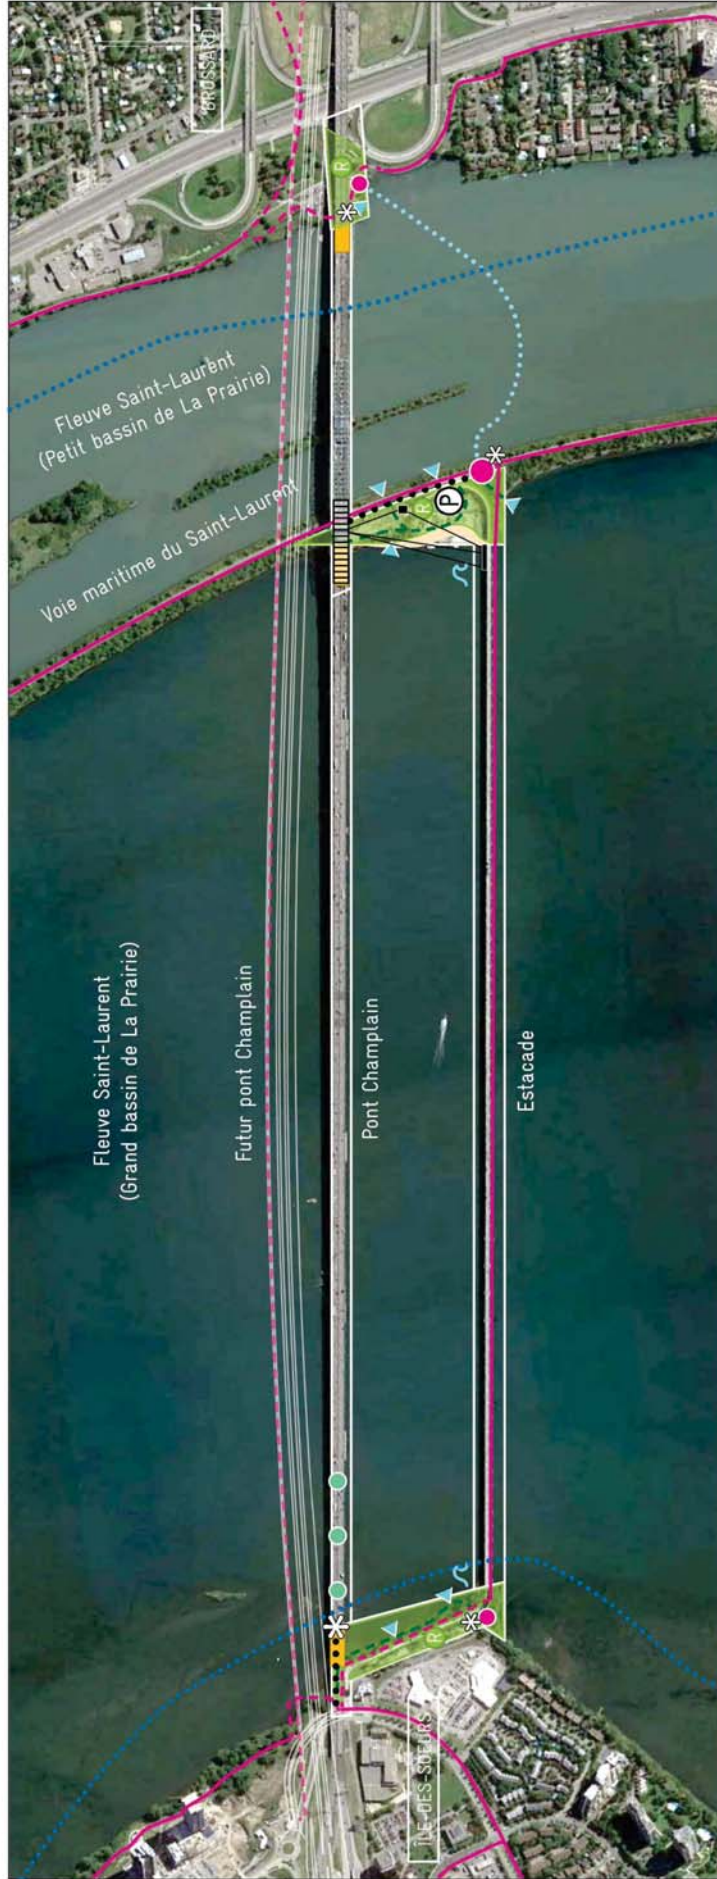 BROSSARD
Fleuve Saint-Laurent
(Petit bassin de La Prairie)
Voie maritime du Saint-Laurent
R
R
P
Fleuve Saint-Laurent
(Grand bassin de La Prairie)
Futur pont Champlain
Pont Champlain
Estacade
R
ÎLE-DES-SOEURS